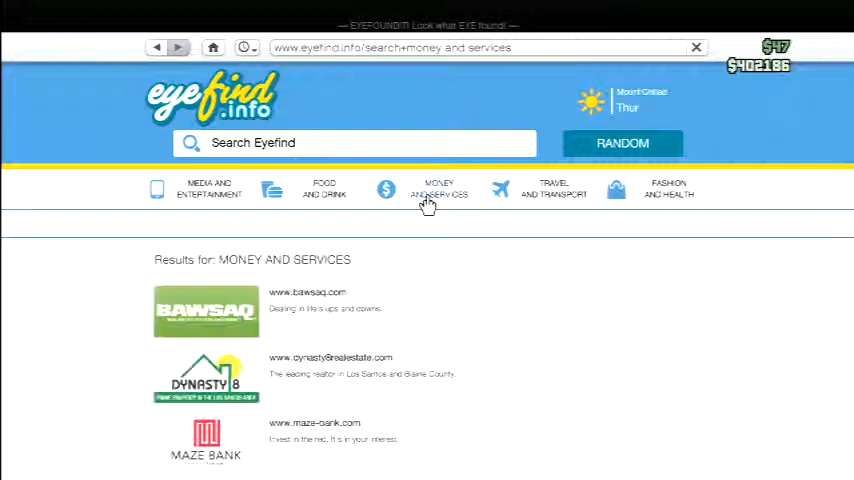 — EYEFOUNDIT! Look what EYE found! —
www.eyefind.info/search+money and services
$47
$402186
eyefind
.info
Mount Chiliad
Thur
Search Eyefind
RANDOM
MEDIA AND
ENTERTAINMENT
FOOD
AND DRINK
MONEY
AND SERVICES
TRAVEL
AND TRANSPORT
FASHION
AND HEALTH
Results for: MONEY AND SERVICES
BAWSAQ
www.bawsaq.com
Dealing in life's ups and downs.
DYNASTY 8
www.dynasty8realestate.com
The leading realtor in Los Santos and Blaine County.
www.maze-bank.com
Invest in the red. It's in your interest.
MAZE BANK